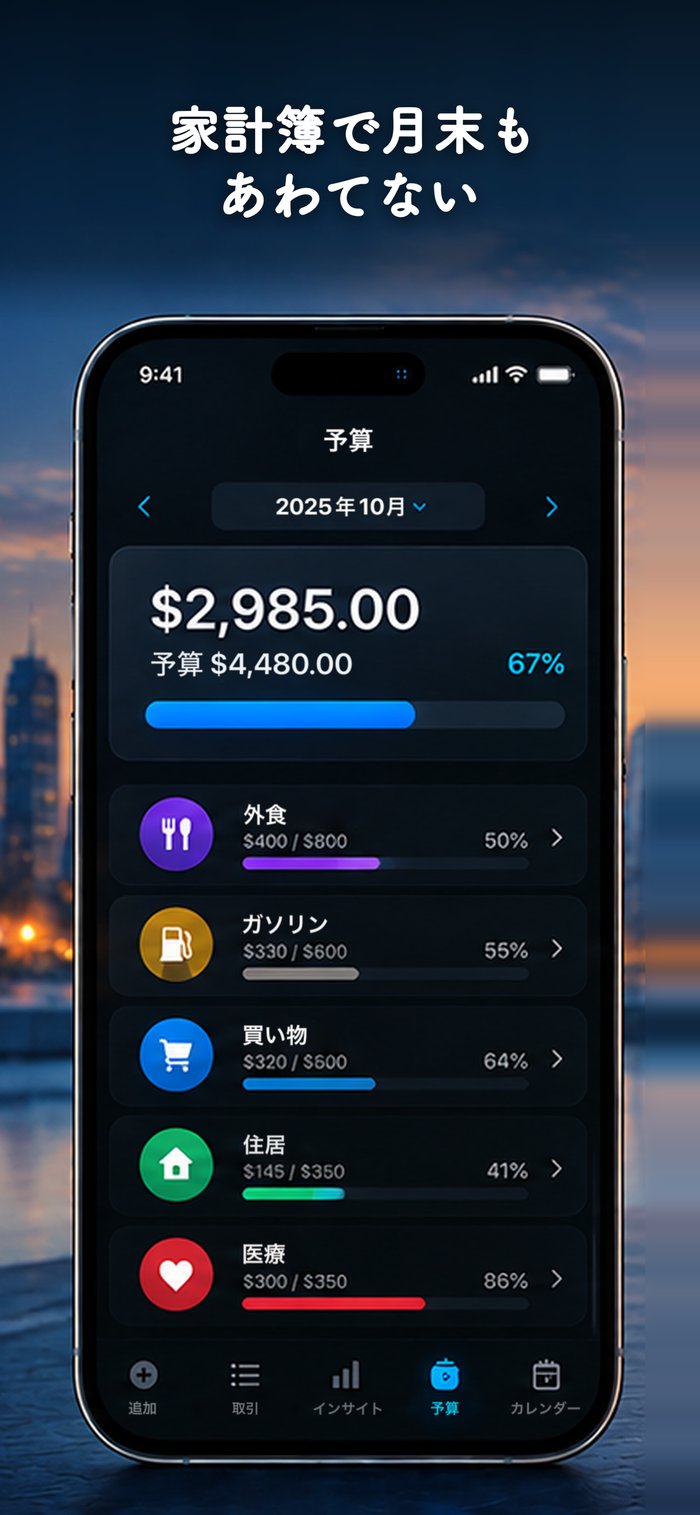 家計簿で月末も
あわてない
9:41
予算
2025年10月
$2,985.00
予算 $4,480.00
67%
外食
$400 / $800
50%
ガソリン
$330 / $600
55%
買い物
$320 / $600
64%
住居
$145 / $350
41%
医療
$300 / $350
86%
追加
取引
インサイト
予算
カレンダー